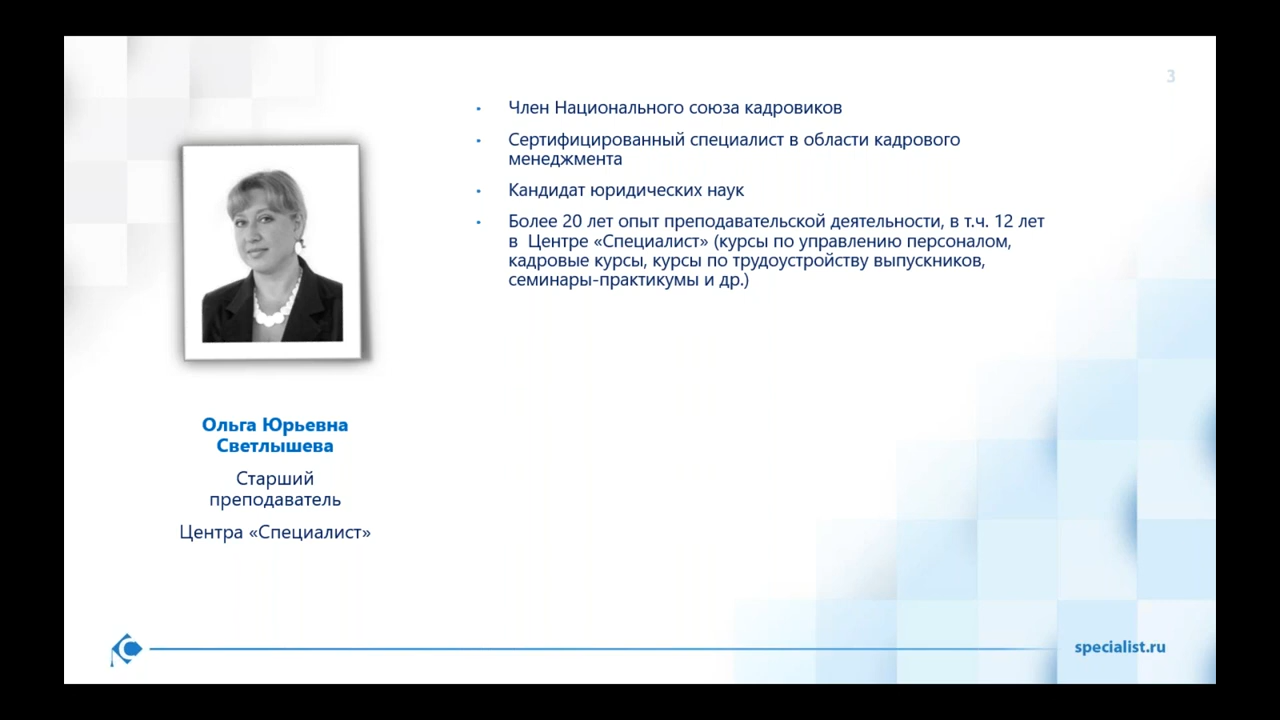 3
Член Национального союза кадровиков
Сертифицированный специалист в области кадрового
менеджмента
Кандидат юридических наук
Более 20 лет опыт преподавательской деятельности, в т.ч. 12 лет
в Центре «Специалист» (курсы по управлению персоналом,
кадровые курсы, курсы по трудоустройству выпускников,
семинары-практикумы и др.)
Ольга Юрьевна
Светлышева
Старший
преподаватель
Центра «Специалист»
specialist.ru